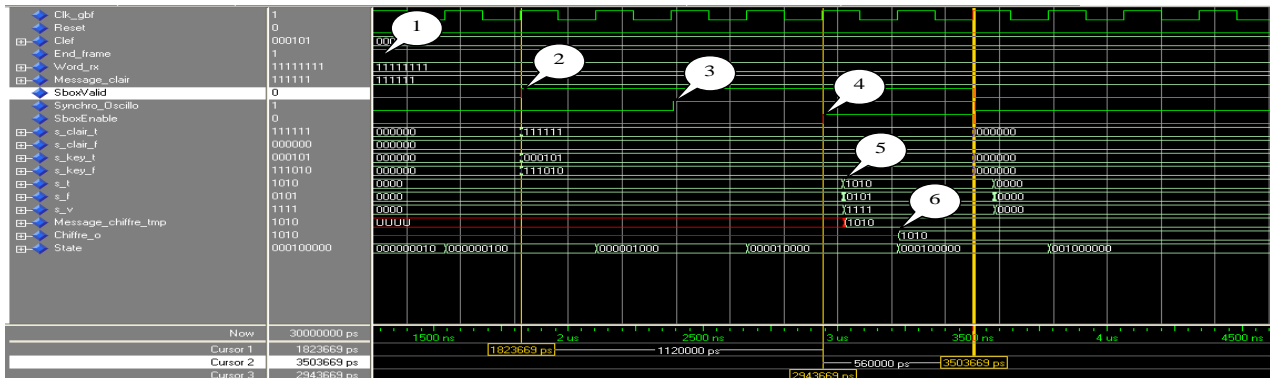 Clk_gbf 1
Reset 0
Clef 000101 000
End_frame 1
Word_rx 11111111 11111111
Message_clair 111111 111111
SboxValid 0
Synchro_Oscillo 1
SboxEnable 0
s_clair_t 111111 000000 111111 000000
s_clair_f 000000 000000
s_key_t 000101 000000 000101 000000
s_key_f 111010 000000 111010 000000
s_t 1010 0000 1010 0000
s_f 0101 0000 0101 0000
s_v 1111 0000 1111 0000
Message_chiffre_tmp 1010 UUUU 1010
Chiffre_o 1010 1010
State 000100000 000000010 0000000100 000001000 000010000 000100000 001000000
1
2
3
4
5
6
Now 30000000 ps 1500 ns 2 us 2500 ns 3 us 3500 ns 4 us 4500 ns
Cursor 1 1823669 ps 1823669 ps 1120000 ps
Cursor 2 3503669 ps 560000 ps 3503669 ps
Cursor 3 2943669 ps 2943669 ps